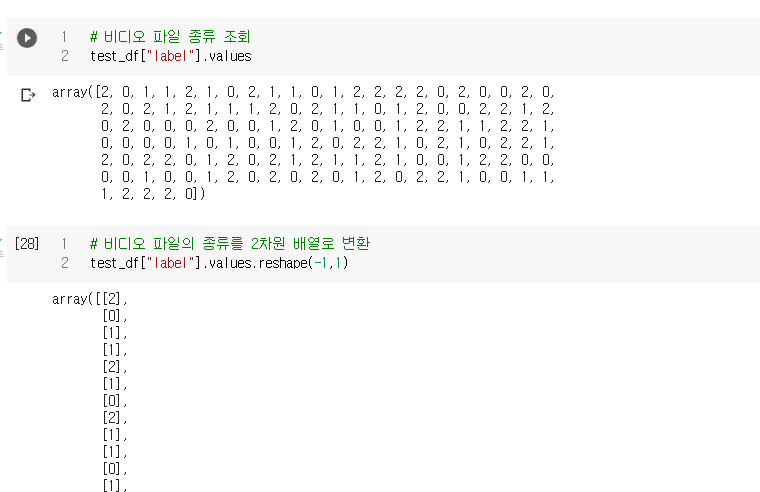 1 # 비디오 파일 종류 조회
2 test_df["label"].values
array([2, 0, 1, 1, 2, 1, 0, 2, 1, 1, 0, 1, 2, 2, 2, 2, 0, 2, 0, 0, 2, 0,
2, 0, 2, 1, 2, 1, 1, 1, 2, 0, 2, 1, 1, 0, 1, 2, 0, 0, 2, 2, 1, 2,
0, 2, 0, 0, 0, 2, 0, 0, 1, 2, 0, 1, 0, 0, 1, 2, 2, 1, 1, 2, 2, 1,
0, 0, 0, 0, 1, 0, 1, 0, 0, 1, 2, 0, 2, 2, 1, 0, 2, 1, 0, 2, 2, 1,
2, 0, 2, 2, 0, 1, 2, 0, 2, 1, 2, 1, 1, 2, 1, 0, 0, 1, 2, 2, 0, 0,
0, 0, 1, 0, 0, 1, 2, 0, 2, 0, 2, 0, 1, 2, 0, 2, 2, 1, 0, 0, 1, 1,
1, 2, 2, 2, 0])
[28] 1 # 비디오 파일의 종류를 2차원 배열로 변환
2 test_df["label"].values.reshape(-1,1)
array([[2],
[0],
[1],
[1],
[2],
[1],
[0],
[2],
[1],
[1],
[0],
[1],